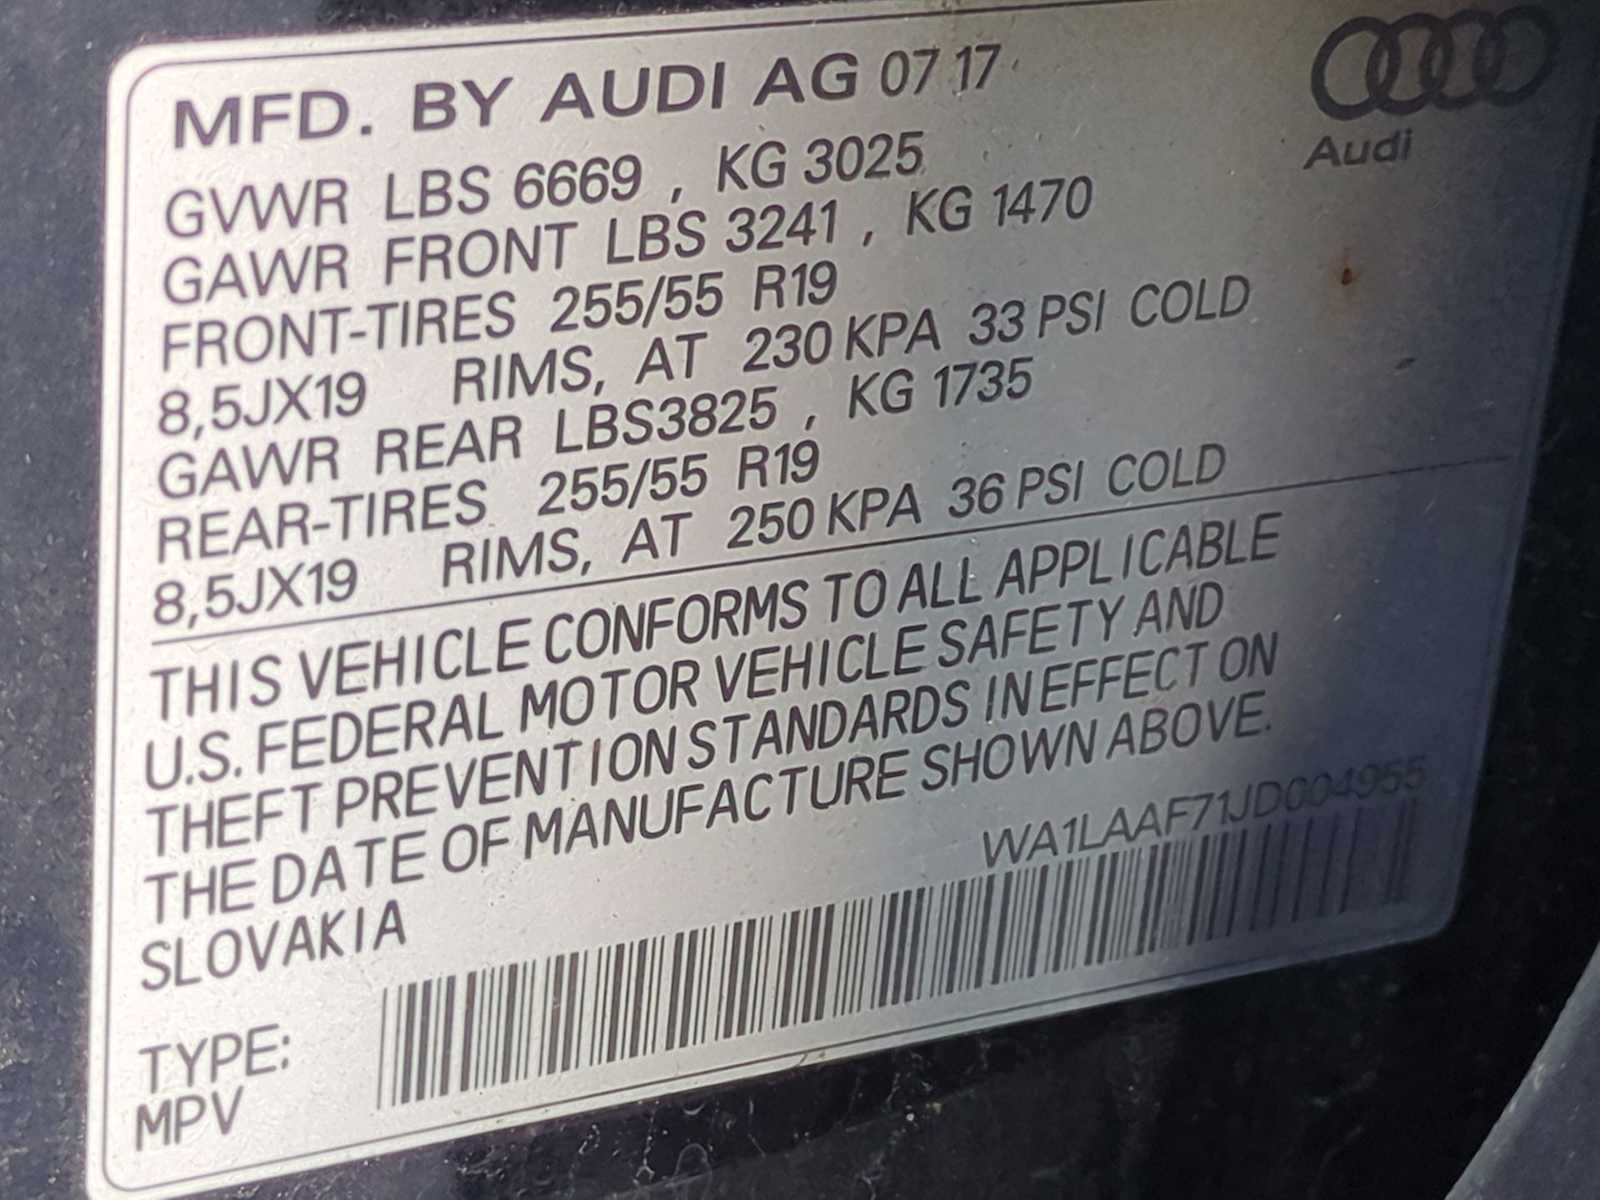 MFD. BY AUDI AG 07 17
Audi
GVWR LBS 6669 , KG 3025
GAWR FRONT LBS 3241 , KG 1470
FRONT-TIRES 255/55 R19
8,5JX19 RIMS, AT 230 KPA 33 PSI COLD
GAWR REAR LBS3825 , KG 1735
REAR-TIRES 255/55 R19
8,5JX19 RIMS, AT 250 KPA 36 PSI COLD
THIS VEHICLE CONFORMS TO ALL APPLICABLE
U.S. FEDERAL MOTOR VEHICLE SAFETY AND
THEFT PREVENTION STANDARDS IN EFFECT ON
THE DATE OF MANUFACTURE SHOWN ABOVE.
SLOVAKIA
WA1LAAF71JD004955
TYPE:
MPV